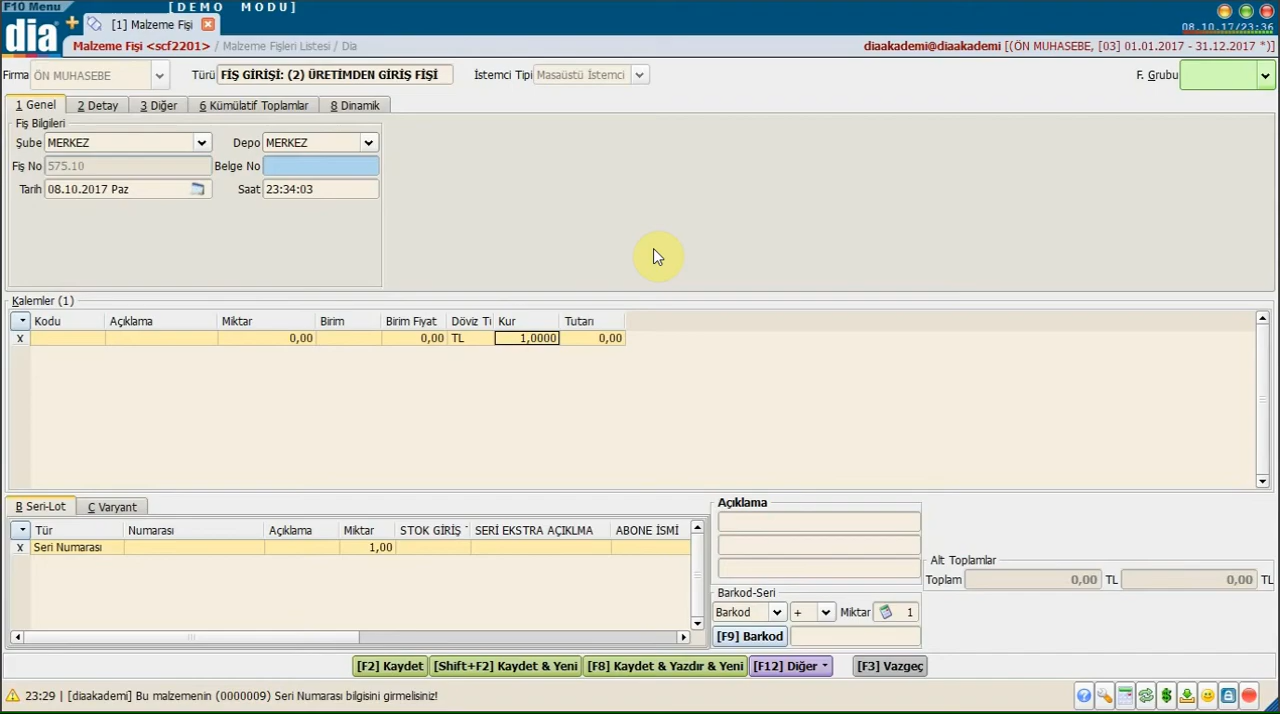 F10 Menu
[DEMO MODU]
dia
[1] Malzeme Fişi
08.10.17/23:36
Malzeme Fişi <scf2201> / Malzeme Fişleri Listesi / Dia
diaakademi@diaakademi [(ÖN MUHASEBE, [03] 01.01.2017 - 31.12.2017 *)]
Firma ÖN MUHASEBE Türü FİŞ GİRİŞİ: (2) ÜRETİMDEN GİRİŞ FİŞİ İstemci Tipi Masaüstü İstemci F. Grubu
1 Genel 2 Detay 3 Diğer 6 Kümülatif Toplamlar 8 Dinamik
Fiş Bilgileri
Şube MERKEZ Depo MERKEZ
Fiş No 575.10 Belge No
Tarih 08.10.2017 Paz Saat 23:34:03
Kalemler (1)
Kodu Açıklama Miktar Birim Birim Fiyat Döviz Tı Kur Tutarı
X 0,00 0,00 TL 1,0000 0,00
B Seri-Lot C Varyant
Tür Numarası Açıklama Miktar STOK GİRİŞ SERİ EKSTRA AÇIKLMA ABONE İSMİ
X Seri Numarası 1,00
Açıklama
Alt Toplamlar
Toplam 0,00 TL 0,00 TL
Barkod-Seri
Barkod + Miktar 1
[F9] Barkod
[F2] Kaydet [Shift+F2] Kaydet & Yeni [F8] Kaydet & Yazdır & Yeni [F12] Diğer [F3] Vazgeç
23:29 | [diaakademi] Bu malzemenin (0000009) Seri Numarası bilgisini girmelisiniz!